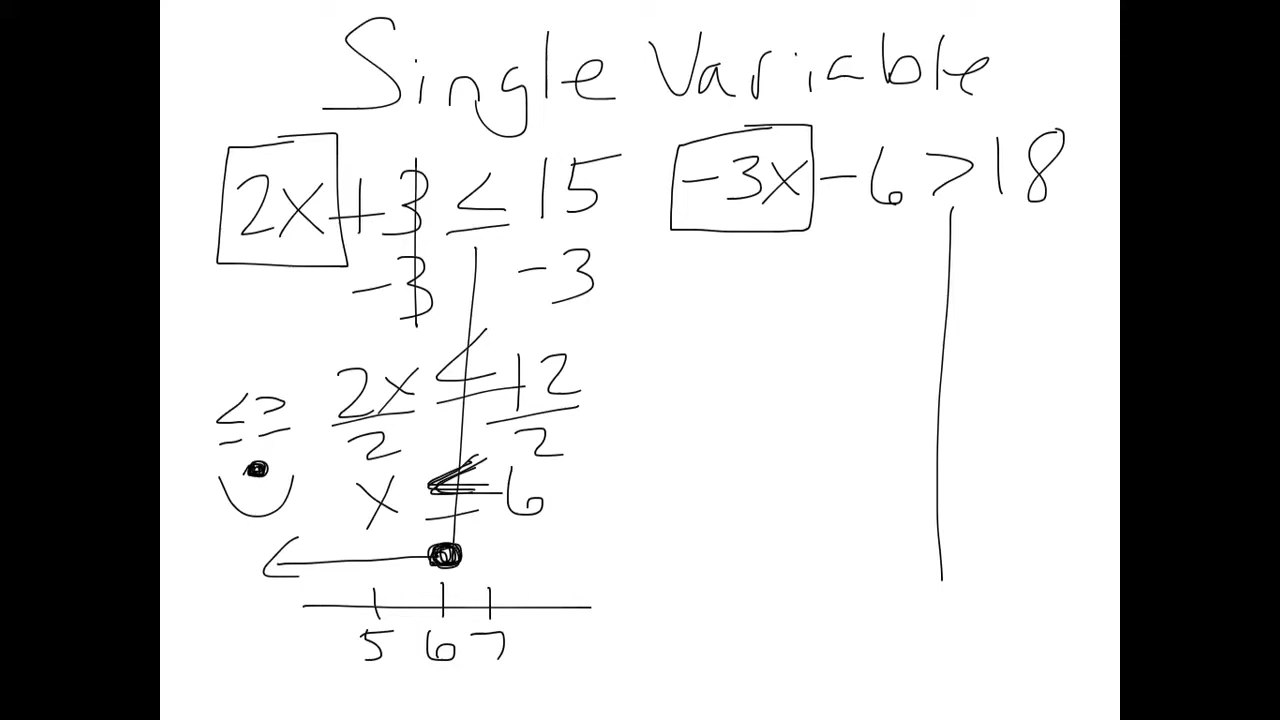 Single Variable
2x + 3 ≤ 15
-3 -3
2x ≤ 12
2 2
≤ ≥
x ≤ 6
5 6 7
-3x - 6 > 18